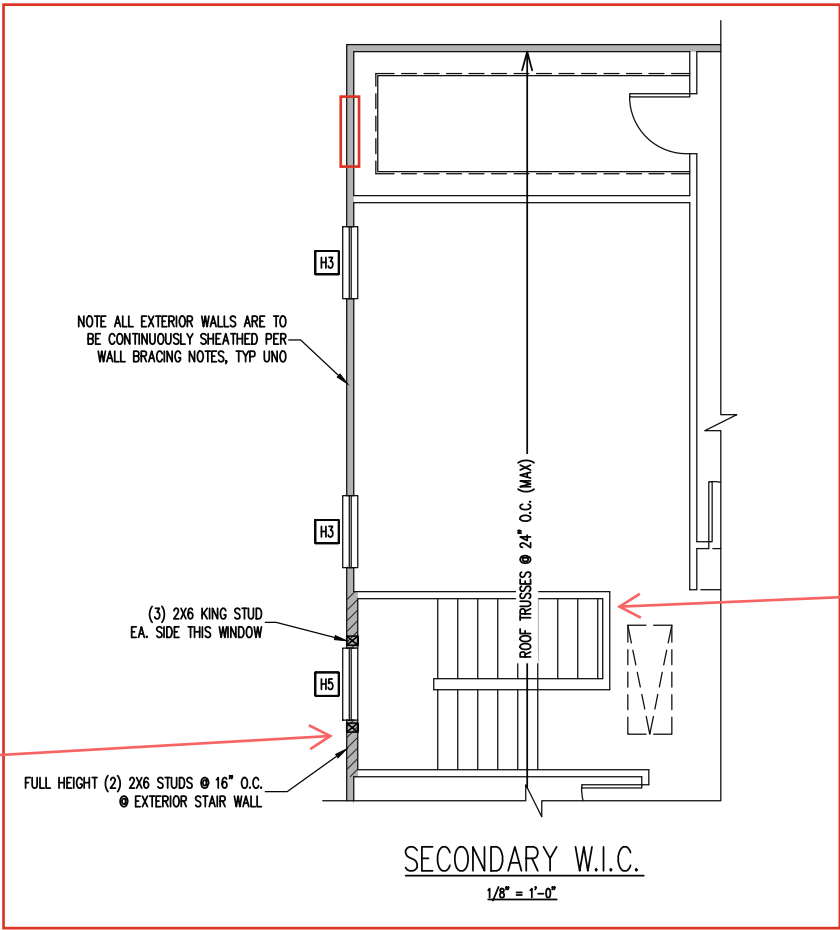 H3
NOTE ALL EXTERIOR WALLS ARE TO
BE CONTINUOUSLY SHEATHED PER
WALL BRACING NOTES, TYP UNO
ROOF TRUSSES @ 24" O.C. (MAX)
H3
(3) 2X6 KING STUD
EA. SIDE THIS WINDOW
H5
FULL HEIGHT (2) 2X6 STUDS @ 16" O.C.
@ EXTERIOR STAIR WALL
SECONDARY W.I.C.
1/8" = 1'-0"